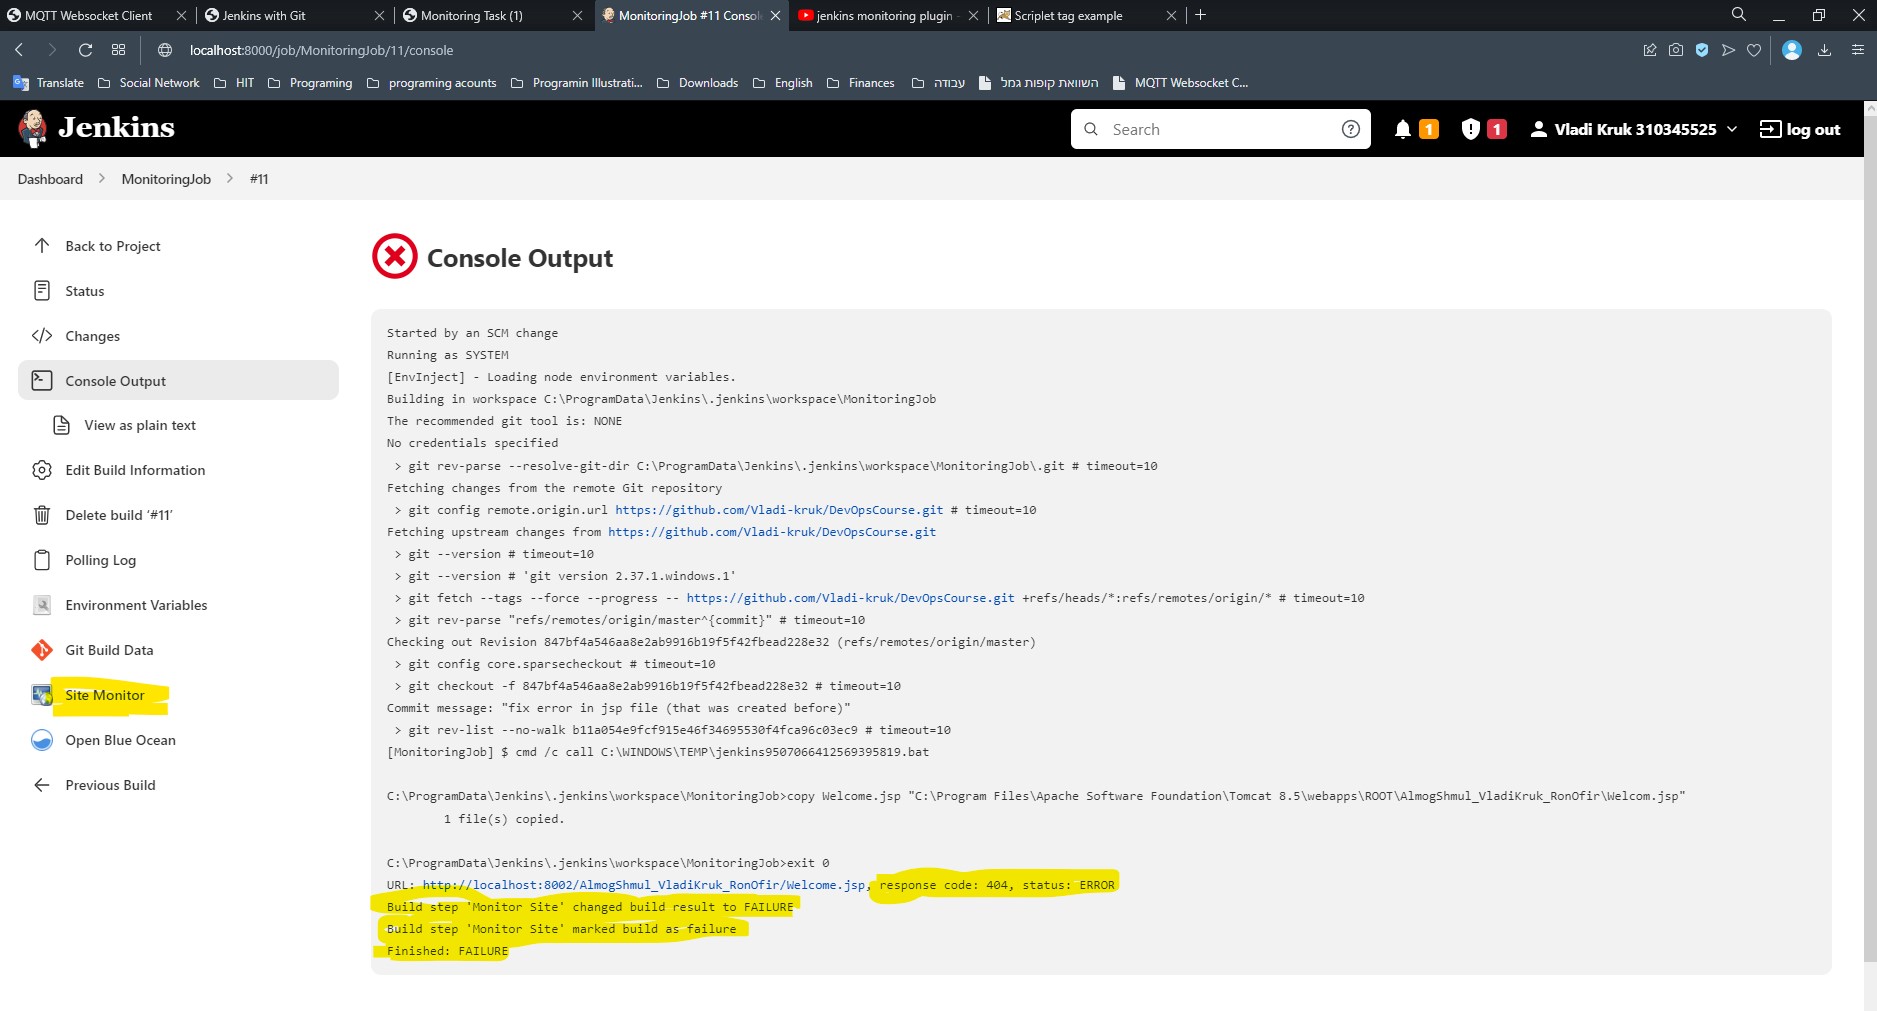 MQTT Websocket Client
Jenkins with Git
Monitoring Task (1)
MonitoringJob #11 Consol
jenkins monitoring plugin -
Scriplet tag example
localhost:8000/job/MonitoringJob/11/console
Translate
Social Network
HIT
Programing
programing acounts
Programin Illustrati...
Downloads
English
Finances
עבודה
השוואת קופות גמל
MQTT Websocket C...
Jenkins
Search
1
1
Vladi Kruk 310345525
log out
Dashboard
MonitoringJob
#11
Back to Project
Status
Changes
Console Output
View as plain text
Edit Build Information
Delete build ‘#11’
Polling Log
Environment Variables
Git Build Data
Site Monitor
Open Blue Ocean
Previous Build
Console Output
Started by an SCM change
Running as SYSTEM
[EnvInject] - Loading node environment variables.
Building in workspace C:\ProgramData\Jenkins\.jenkins\workspace\MonitoringJob
The recommended git tool is: NONE
No credentials specified
> git rev-parse --resolve-git-dir C:\ProgramData\Jenkins\.jenkins\workspace\MonitoringJob\.git # timeout=10
Fetching changes from the remote Git repository
> git config remote.origin.url https://github.com/Vladi-kruk/DevOpsCourse.git # timeout=10
Fetching upstream changes from https://github.com/Vladi-kruk/DevOpsCourse.git
> git --version # timeout=10
> git --version # 'git version 2.37.1.windows.1'
> git fetch --tags --force --progress -- https://github.com/Vladi-kruk/DevOpsCourse.git +refs/heads/*:refs/remotes/origin/* # timeout=10
> git rev-parse "refs/remotes/origin/master^{commit}" # timeout=10
Checking out Revision 847bf4a546aa8e2ab9916b19f5f42fbead228e32 (refs/remotes/origin/master)
> git config core.sparsecheckout # timeout=10
> git checkout -f 847bf4a546aa8e2ab9916b19f5f42fbead228e32 # timeout=10
Commit message: "fix error in jsp file (that was created before)"
> git rev-list --no-walk b11a054e9fcf915e46f34695530f4fca96c03ec9 # timeout=10
[MonitoringJob] $ cmd /c call C:\WINDOWS\TEMP\jenkins9507066412569395819.bat
C:\ProgramData\Jenkins\.jenkins\workspace\MonitoringJob>copy Welcome.jsp "C:\Program Files\Apache Software Foundation\Tomcat 8.5\webapps\ROOT\AlmogShmul_VladiKruk_RonOfir\Welcom.jsp"
1 file(s) copied.
C:\ProgramData\Jenkins\.jenkins\workspace\MonitoringJob>exit 0
URL: http://localhost:8002/AlmogShmul_VladiKruk_RonOfir/Welcome.jsp, response code: 404, status: ERROR
Build step 'Monitor Site' changed build result to FAILURE
Build step 'Monitor Site' marked build as failure
Finished: FAILURE